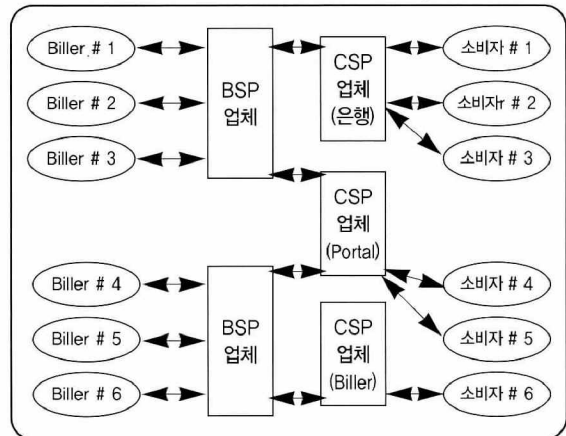 Biller # 1
Biller # 2
Biller # 3
BSP
업체
CSP
업체
(은행)
소비자 # 1
소비자r # 2
소비자 # 3
CSP
업체
(Portal)
Biller # 4
Biller # 5
Biller # 6
BSP
업체
CSP
업체
(Biller)
소비자 # 4
소비자 # 5
소비자 # 6